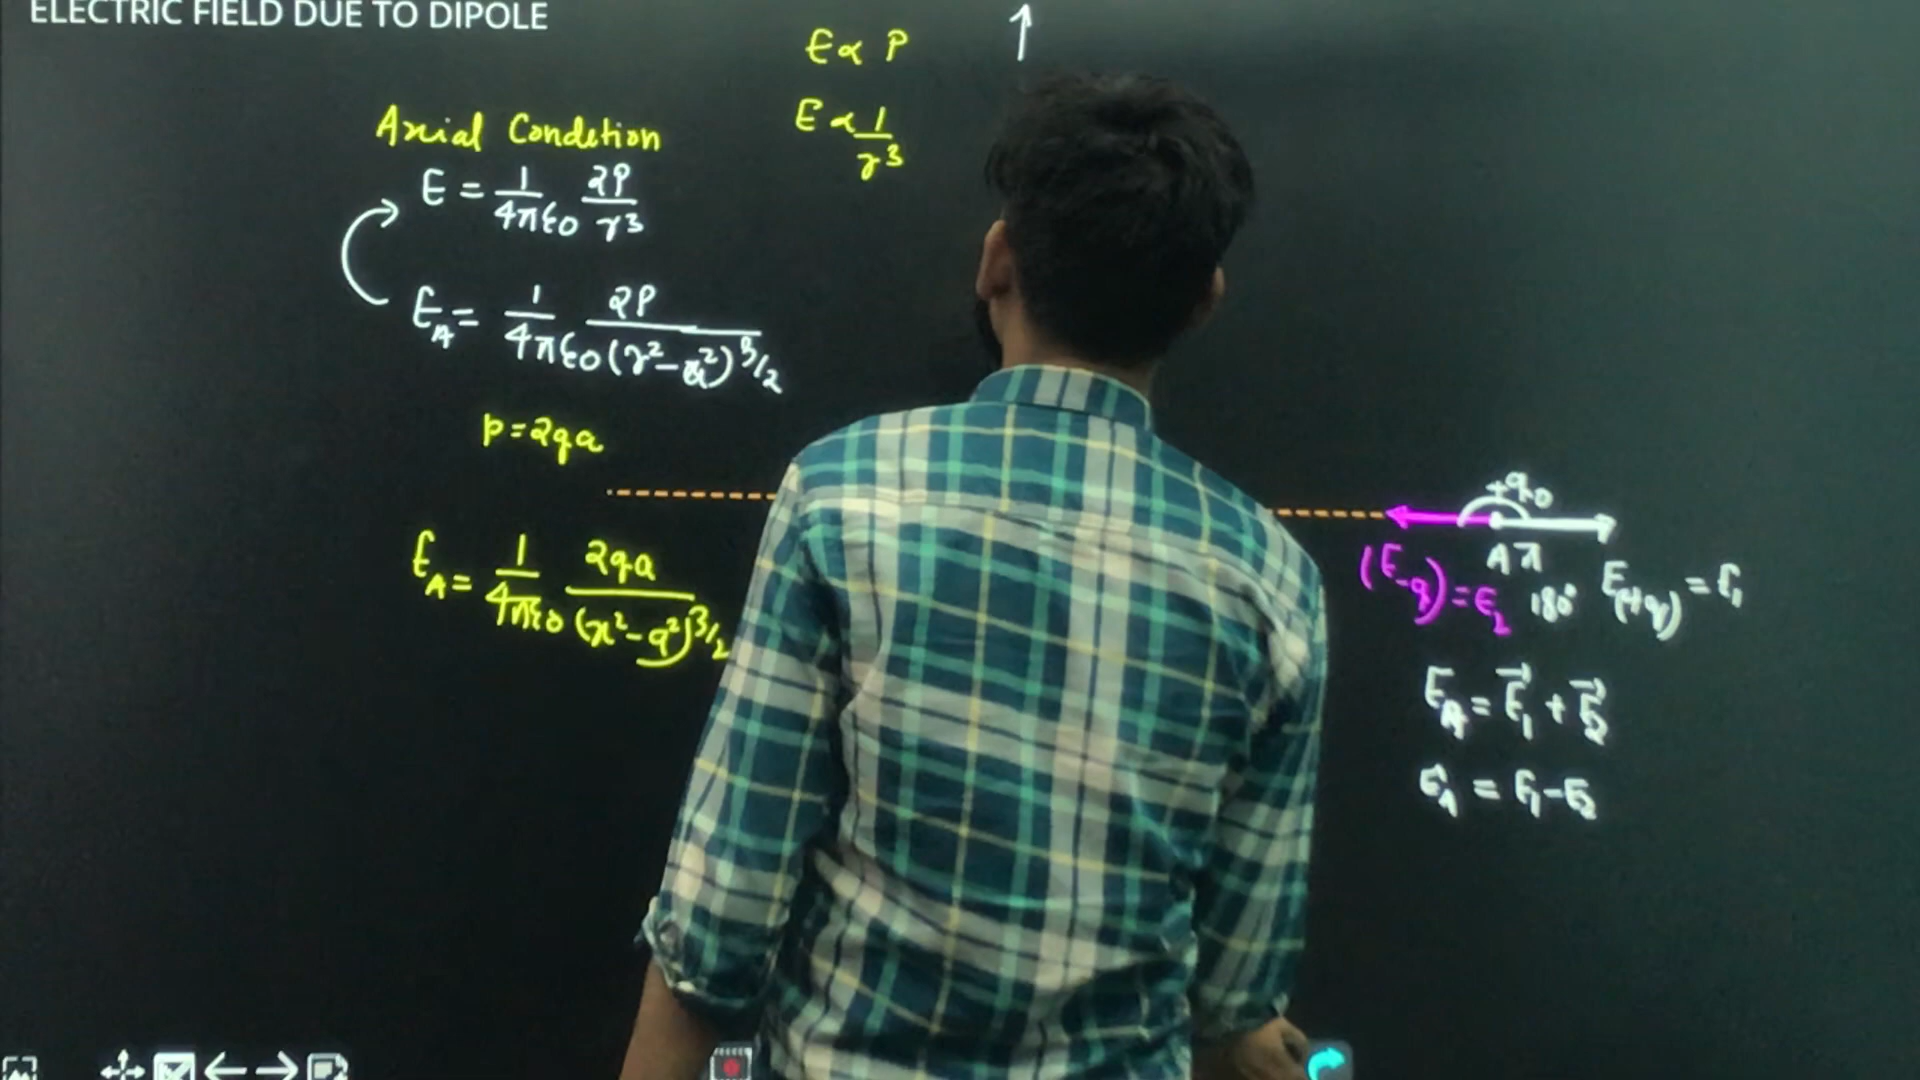 ELECTRIC FIELD DUE TO DIPOLE
E ∝ P
E ∝ 1/r³
Axial Condetion
E = 1/4πε0 2P/r³
E_A = 1/4πε0 2P/(r²-a²)^3/2
p = 2qa
E_A = 1/4πε0 2qa/(x²-a²)^3/2
+q0
A π
(E-q) = E2 180° E(+q) = E1
E_A = E⃗1 + E⃗2
E_A = E1 - E2